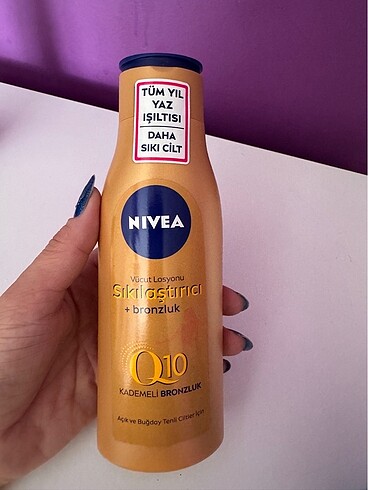 TÜM YIL
YAZ
IŞILTISI
DAHA
SIKI CİLT
NIVEA
Vücut Losyonu
Sıkılaştırıcı
+ bronzluk
Q10
KADEMELİ BRONZLUK
Açık ve Buğday Tenli Ciltler İçin